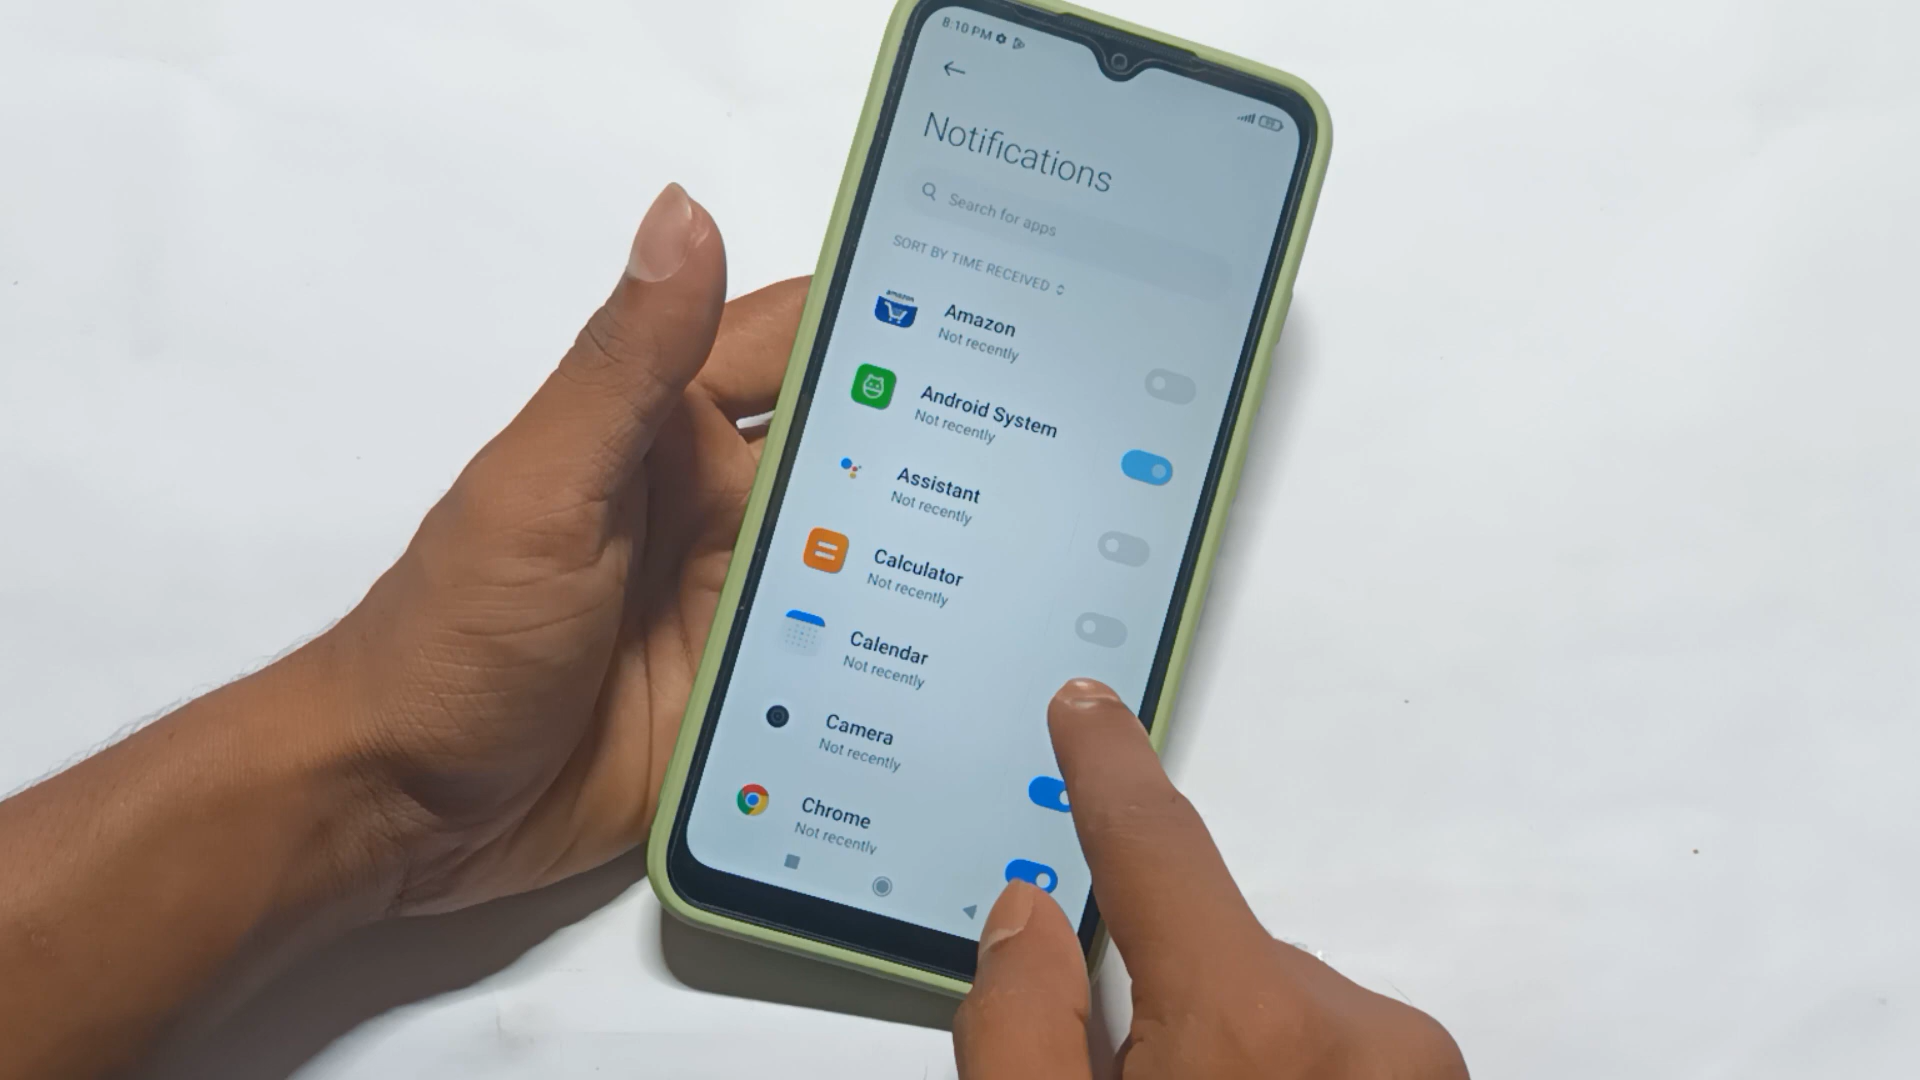 8:10 PM
Notifications
Search for apps
SORT BY TIME RECEIVED
amazon
Amazon
Not recently
Android System
Not recently
Assistant
Not recently
Calculator
Not recently
Calendar
Not recently
Camera
Not recently
Chrome
Not recently